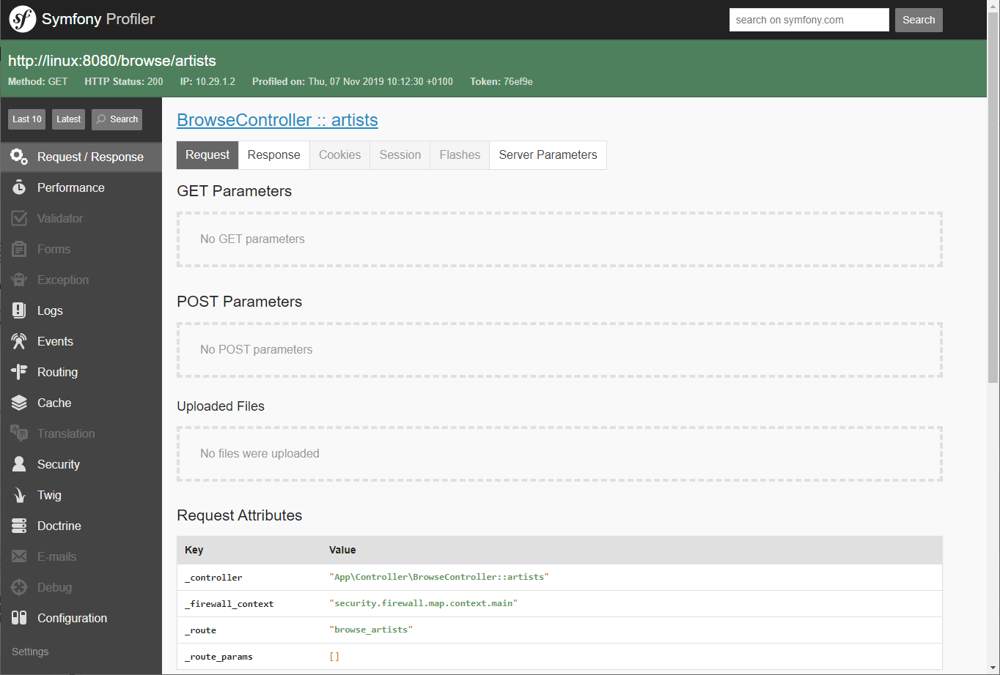 Symfony Profiler
search on symfony.com
Search
http://linux:8080/browse/artists
Method: GET HTTP Status: 200 IP: 10.29.1.2 Profiled on: Thu, 07 Nov 2019 10:12:30 +0100 Token: 76ef9e
Last 10 Latest Search
Request / Response
Performance
Validator
Forms
Exception
Logs
Events
Routing
Cache
Translation
Security
Twig
Doctrine
E-mails
Debug
Configuration
Settings
BrowseController :: artists
Request Response Cookies Session Flashes Server Parameters
GET Parameters
No GET parameters
POST Parameters
No POST parameters
Uploaded Files
No files were uploaded
Request Attributes
Key Value
_controller "App\Controller\BrowseController::artists"
_firewall_context "security.firewall.map.context.main"
_route "browse_artists"
_route_params []